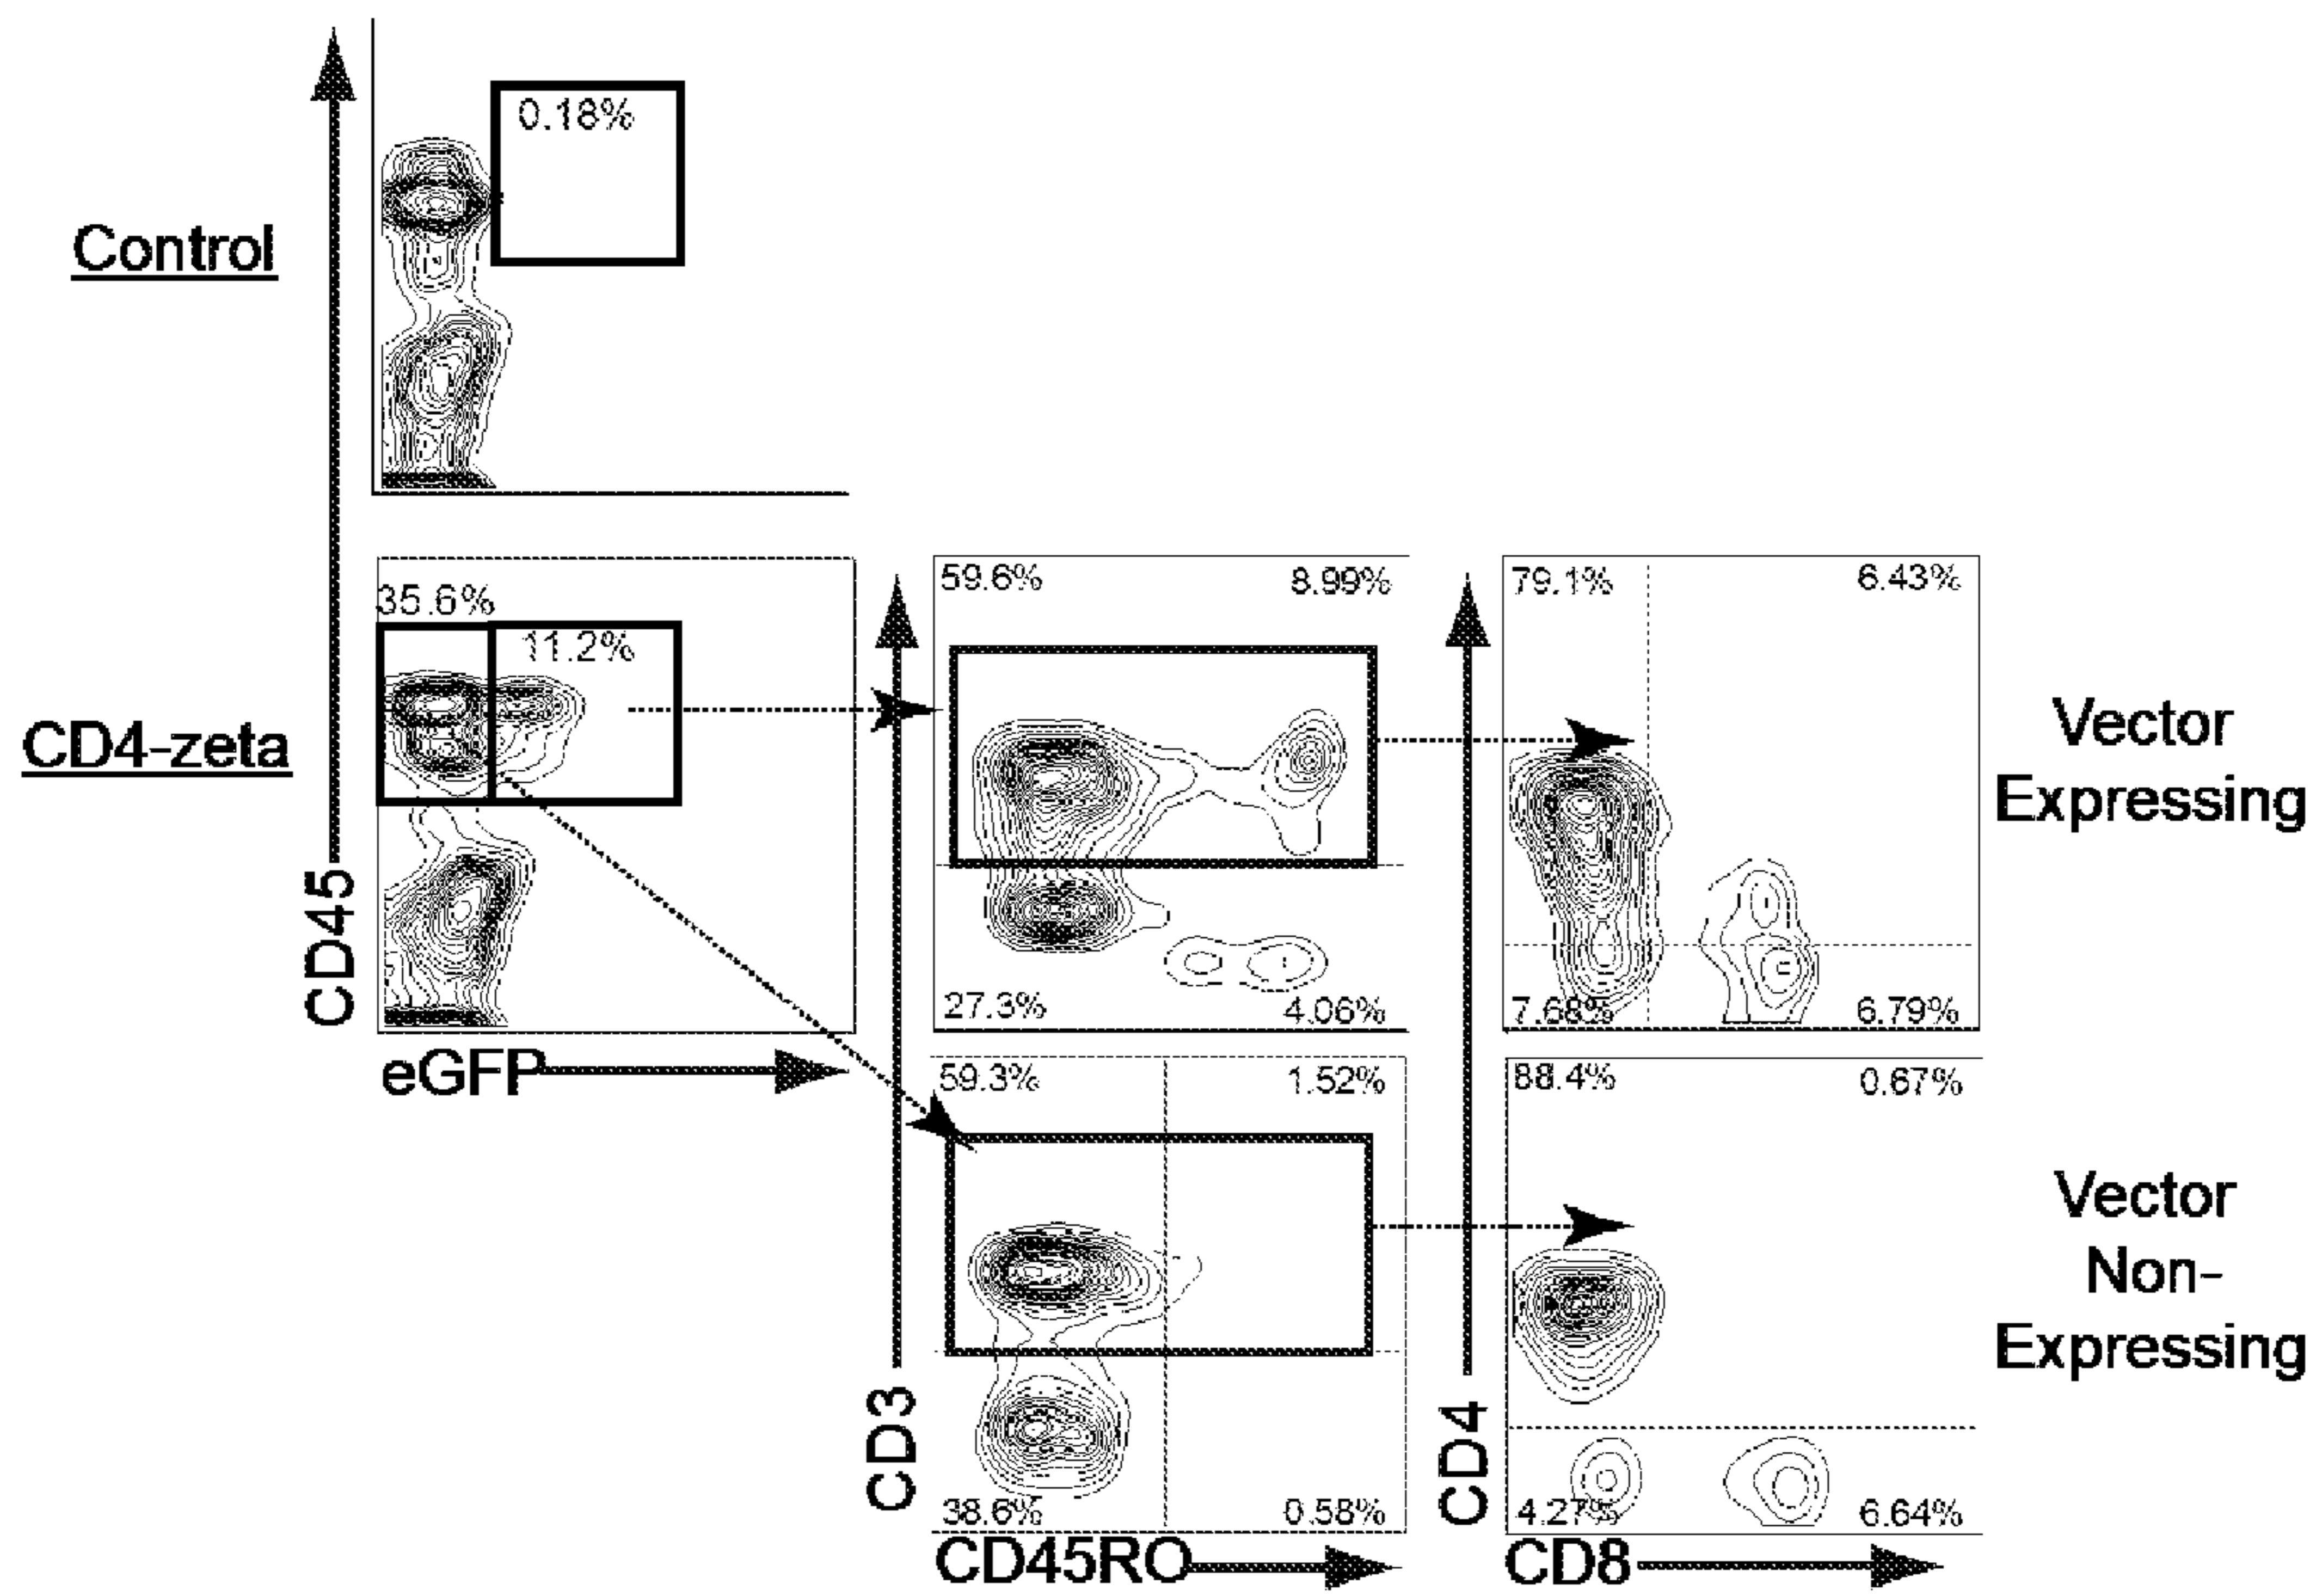 0.18%
Control
35.6%
11.2%
59.6%
8.99%
79.1%
6.43%
CD4-zeta
Vector
Expressing
27.3%
4.06%
7.68%
6.79%
CD45
eGFP
59.3%
1.52%
88.4%
0.67%
Vector
Non-
Expressing
CD3
CD4
38.6%
0.58%
4.27%
6.64%
CD45RO
CD8